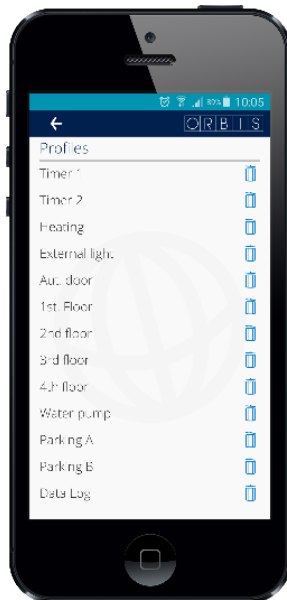 89% 10:05
ORBIS
Profiles
Timer 1
Timer 2
Heating
External light
Aut. door
1st. Floor
2nd floor
3rd floor
4th floor
Water pump
Parking A
Parking B
Data Log